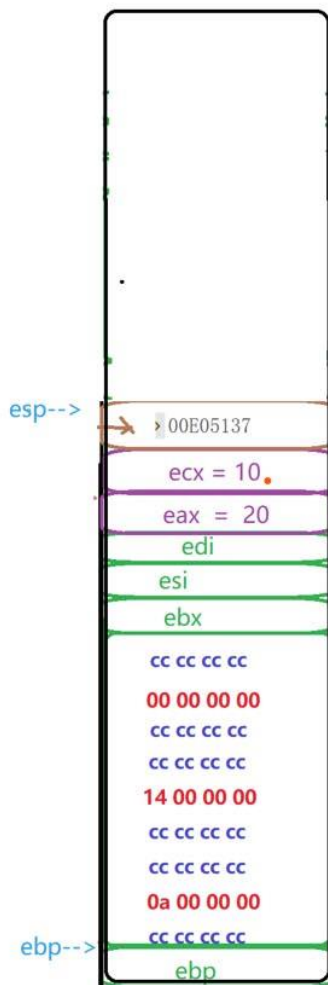 esp-->
> 00E05137
ecx = 10
eax = 20
edi
esi
ebx
cc cc cc cc
00 00 00 00
cc cc cc cc
cc cc cc cc
14 00 00 00
cc cc cc cc
cc cc cc cc
0a 00 00 00
cc cc cc cc
ebp-->
ebp